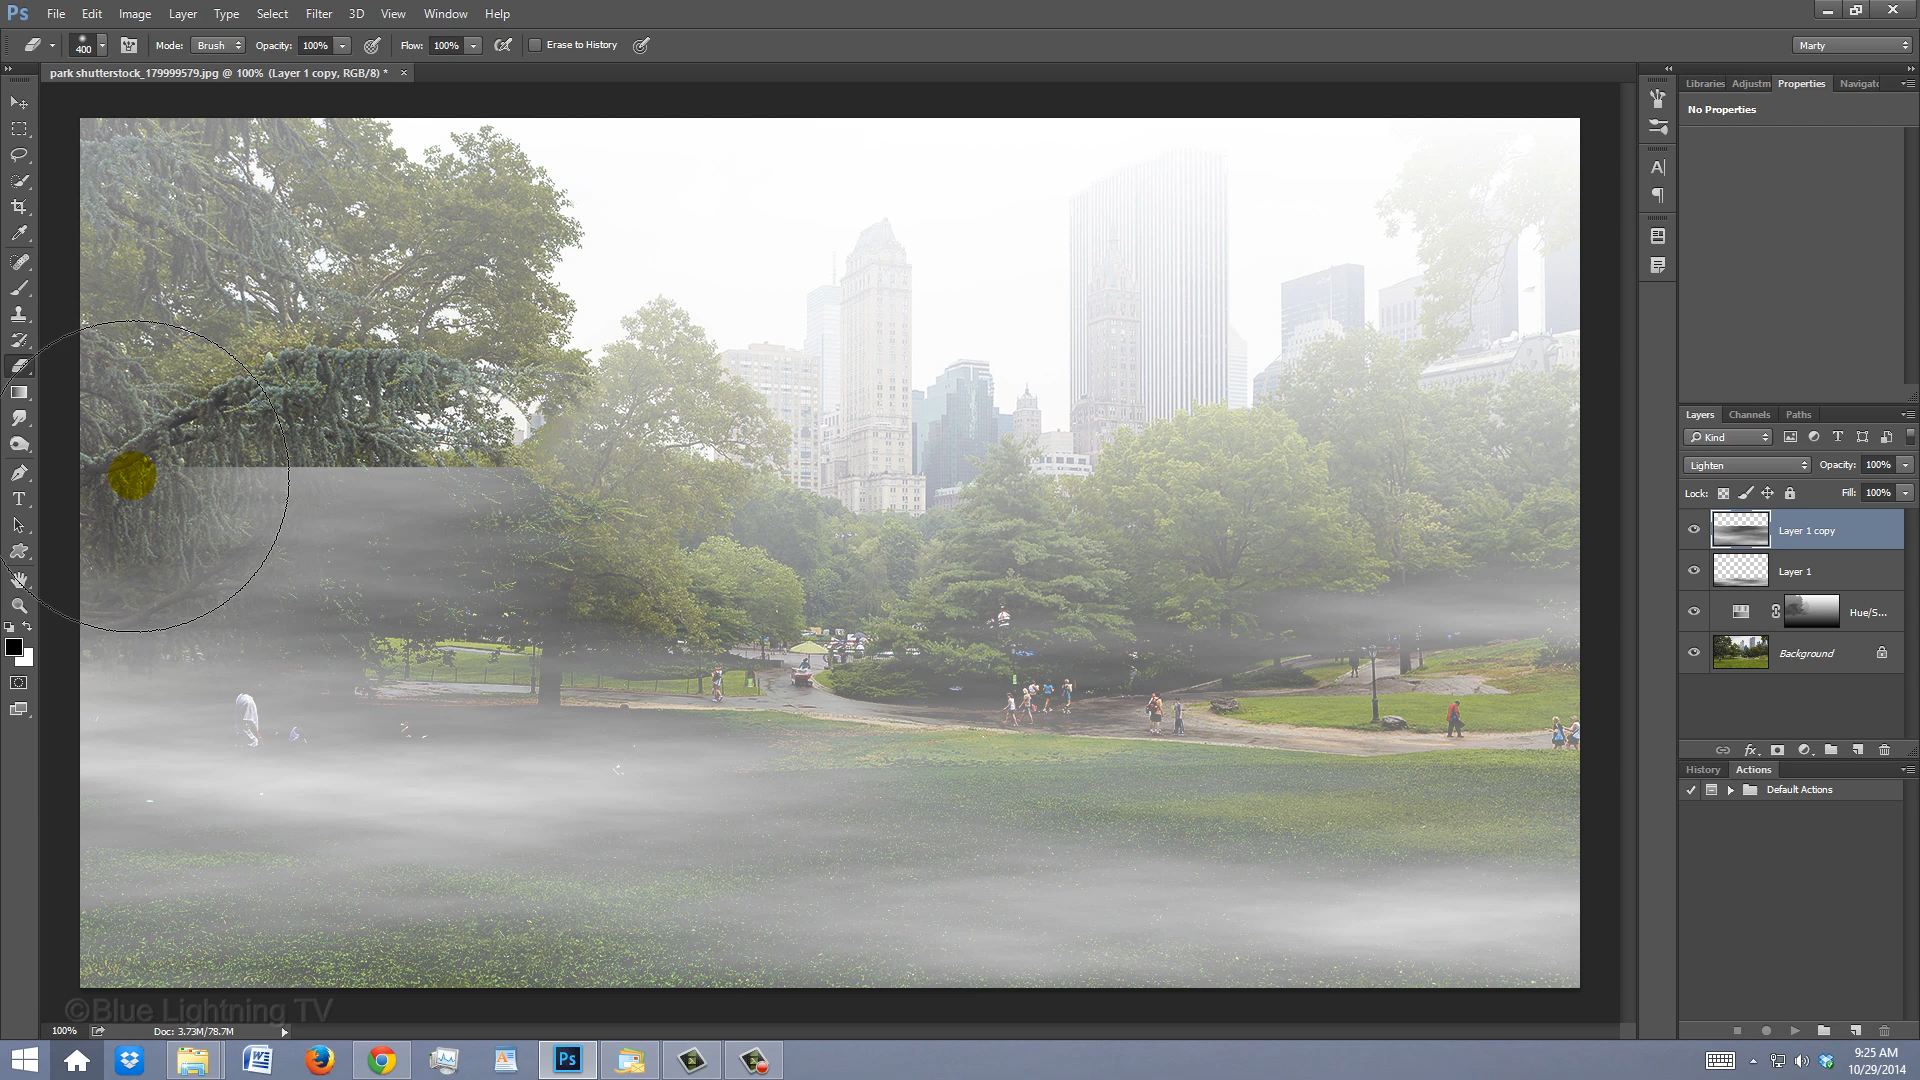 Ps File Edit Image Layer Type Select Filter 3D View Window Help
400 Mode: Brush Opacity: 100% Flow: 100% Erase to History Marty
park shutterstock_179999579.jpg @ 100% (Layer 1 copy, RGB/8) * ×
Libraries Adjustm Properties Navigato
No Properties
Layers Channels Paths
Kind
Lighten Opacity: 100%
Lock: Fill: 100%
Layer 1 copy
Layer 1
Hue/S...
Background
History Actions
Default Actions
©Blue Lightning TV
100% Doc: 3.73M/78.7M
Ps
9:25 AM
10/29/2014